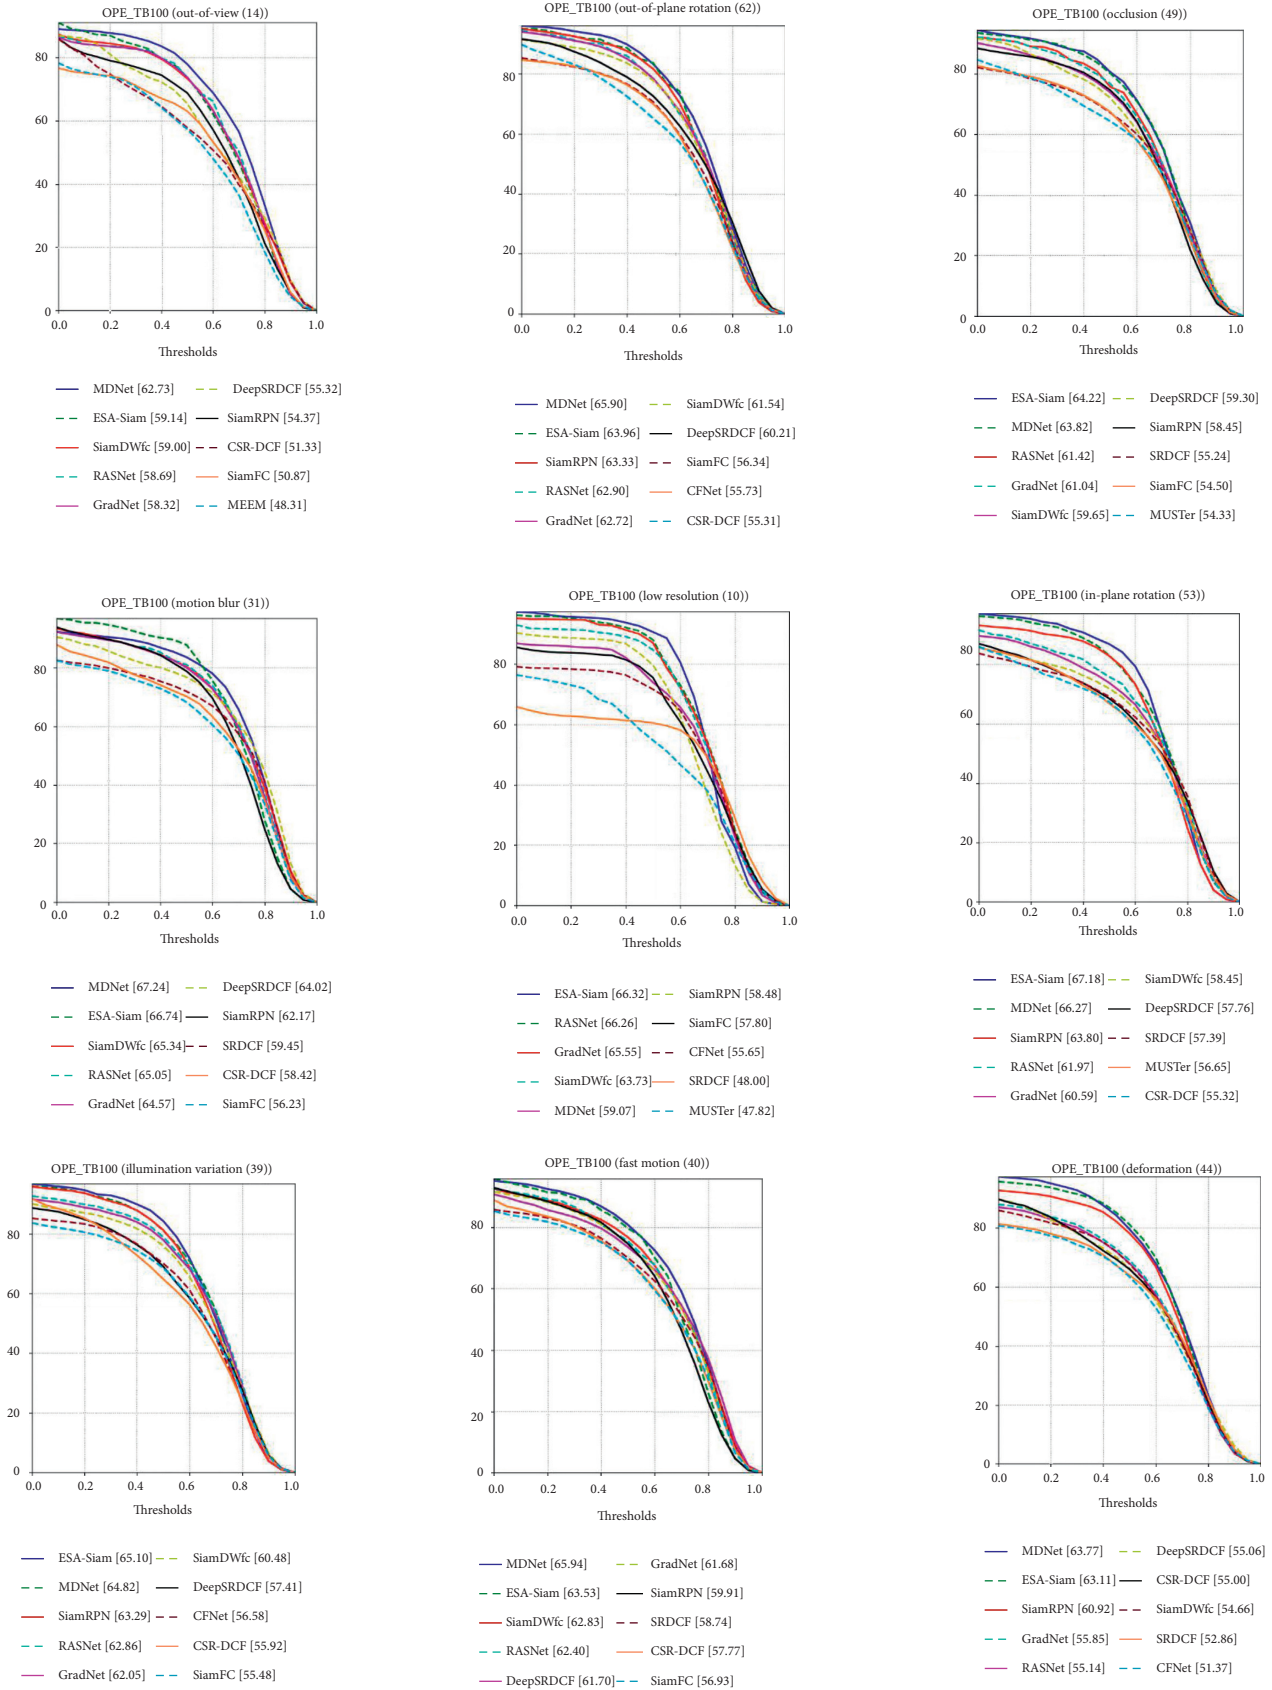 OPE_TB100 (out-of-view (14))
80
60
40
20
0
0.0 0.2 0.4 0.6 0.8 1.0
Thresholds
MDNet [62.73] DeepSRDCF [55.32]
ESA-Siam [59.14] SiamRPN [54.37]
SiamDWfc [59.00] CSR-DCF [51.33]
RASNet [58.69] SiamFC [50.87]
GradNet [58.32] MEEM [48.31]
OPE_TB100 (out-of-plane rotation (62))
80
60
40
20
0
0.0 0.2 0.4 0.6 0.8 1.0
Thresholds
MDNet [65.90] SiamDWfc [61.54]
ESA-Siam [63.96] DeepSRDCF [60.21]
SiamRPN [63.33] SiamFC [56.34]
RASNet [62.90] CFNet [55.73]
GradNet [62.72] CSR-DCF [55.31]
OPE_TB100 (occlusion (49))
80
60
40
20
0
0.0 0.2 0.4 0.6 0.8 1.0
Thresholds
ESA-Siam [64.22] DeepSRDCF [59.30]
MDNet [63.82] SiamRPN [58.45]
RASNet [61.42] SRDCF [55.24]
GradNet [61.04] SiamFC [54.50]
SiamDWfc [59.65] MUSTer [54.33]
OPE_TB100 (motion blur (31))
80
60
40
20
0
0.0 0.2 0.4 0.6 0.8 1.0
Thresholds
MDNet [67.24] DeepSRDCF [64.02]
ESA-Siam [66.74] SiamRPN [62.17]
SiamDWfc [65.34] SRDCF [59.45]
RASNet [65.05] CSR-DCF [58.42]
GradNet [64.57] SiamFC [56.23]
OPE_TB100 (low resolution (10))
80
60
40
20
0
0.0 0.2 0.4 0.6 0.8 1.0
Thresholds
ESA-Siam [66.32] SiamRPN [58.48]
RASNet [66.26] SiamFC [57.80]
GradNet [65.55] CFNet [55.65]
SiamDWfc [63.73] SRDCF [48.00]
MDNet [59.07] MUSTer [47.82]
OPE_TB100 (in-plane rotation (53))
80
60
40
20
0
0.0 0.2 0.4 0.6 0.8 1.0
Thresholds
ESA-Siam [67.18] SiamDWfc [58.45]
MDNet [66.27] DeepSRDCF [57.76]
SiamRPN [63.80] SRDCF [57.39]
RASNet [61.97] MUSTer [56.65]
GradNet [60.59] CSR-DCF [55.32]
OPE_TB100 (illumination variation (39))
80
60
40
20
0
0.0 0.2 0.4 0.6 0.8 1.0
Thresholds
ESA-Siam [65.10] SiamDWfc [60.48]
MDNet [64.82] DeepSRDCF [57.41]
SiamRPN [63.29] CFNet [56.58]
RASNet [62.86] CSR-DCF [55.92]
GradNet [62.05] SiamFC [55.48]
OPE_TB100 (fast motion (40))
80
60
40
20
0
0.0 0.2 0.4 0.6 0.8 1.0
Thresholds
MDNet [65.94] GradNet [61.68]
ESA-Siam [63.53] SiamRPN [59.91]
SiamDWfc [62.83] SRDCF [58.74]
RASNet [62.40] CSR-DCF [57.77]
DeepSRDCF [61.70] SiamFC [56.93]
OPE_TB100 (deformation (44))
80
60
40
20
0
0.0 0.2 0.4 0.6 0.8 1.0
Thresholds
MDNet [63.77] DeepSRDCF [55.06]
ESA-Siam [63.11] CSR-DCF [55.00]
SiamRPN [60.92] SiamDWfc [54.66]
GradNet [55.85] SRDCF [52.86]
RASNet [55.14] CFNet [51.37]